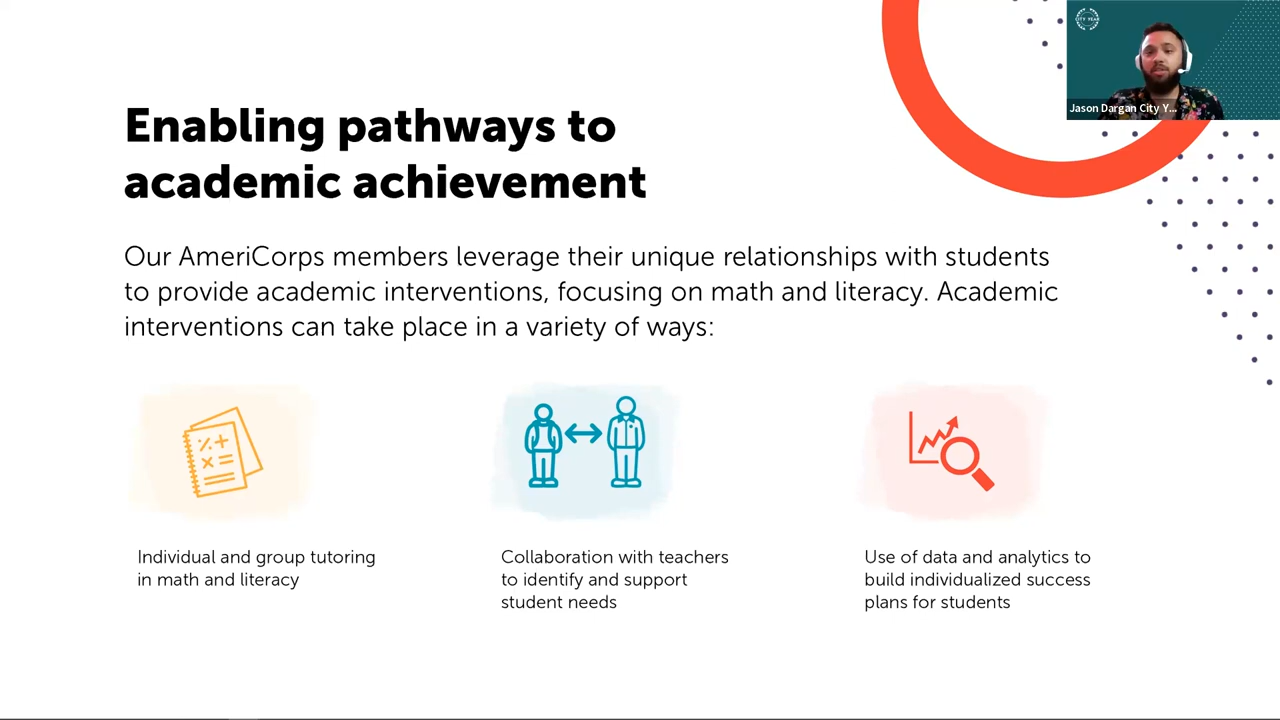 Enabling pathways to
academic achievement
CITY YEAR
Jason Dargan City Y...
Our AmeriCorps members leverage their unique relationships with students
to provide academic interventions, focusing on math and literacy. Academic
interventions can take place in a variety of ways:
Individual and group tutoring
in math and literacy
Collaboration with teachers
to identify and support
student needs
Use of data and analytics to
build individualized success
plans for students